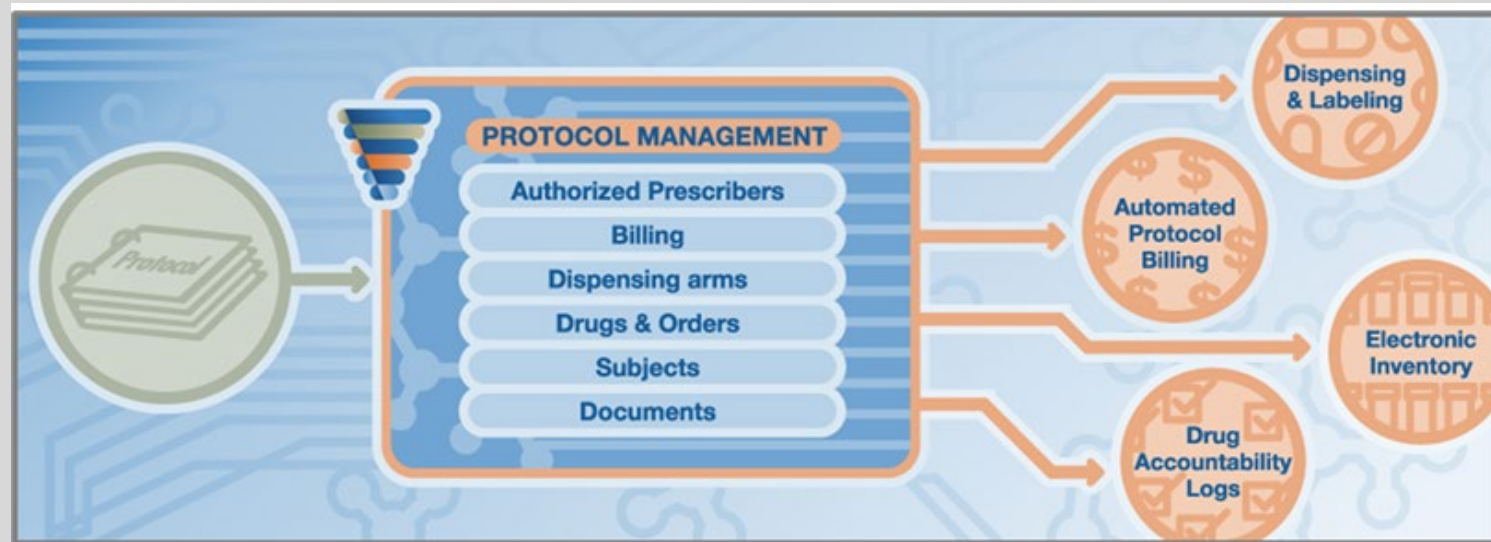 Protocol
PROTOCOL MANAGEMENT
Authorized Prescribers
Billing
Dispensing arms
Drugs & Orders
Subjects
Documents
Dispensing
& Labeling
Automated
Protocol
Billing
Electronic
Inventory
Drug
Accountability
Logs